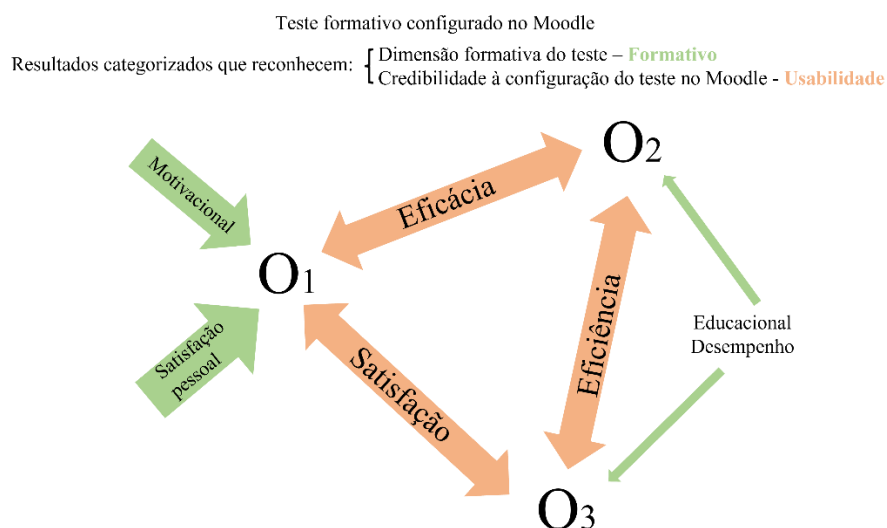 Teste formativo configurado no Moodle
Resultados categorizados que reconhecem:
Dimensão formativa do teste – Formativo
Credibilidade à configuração do teste no Moodle - Usabilidade
Motivacional
O2
Eficácia
O1
Satisfação
pessoal
Satisfação
Eficiência
Educacional
Desempenho
O3